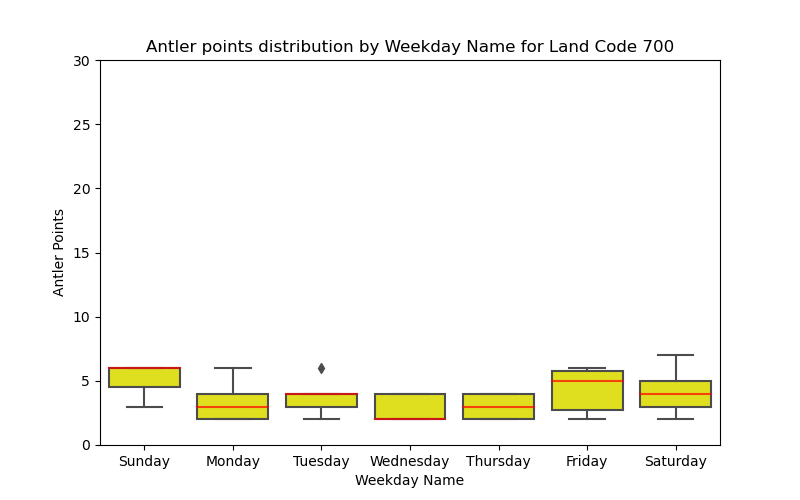 Antler points distribution by Weekday Name for Land Code 700
30
25
20
15
10
5
0
Antler Points
Sunday Monday Tuesday Wednesday Thursday Friday Saturday
Weekday Name